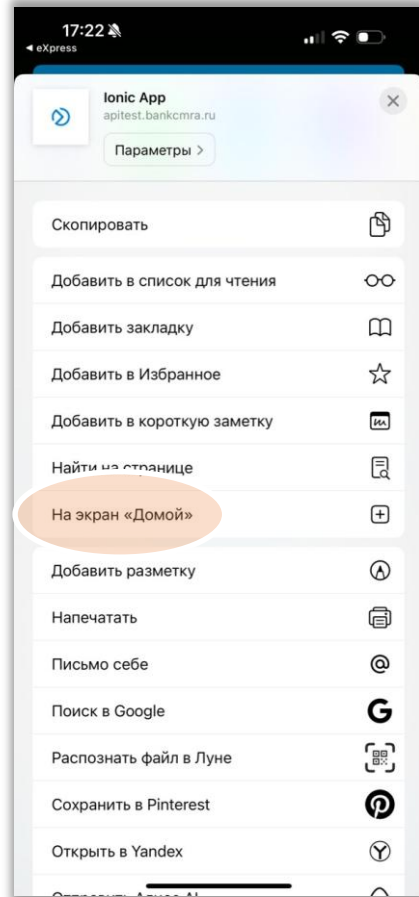 17:22
◀ eXpress
Ionic App
apitest.bankcmra.ru
Параметры >
Скопировать
Добавить в список для чтения
Добавить закладку
Добавить в Избранное
Добавить в короткую заметку
Найти на странице
На экран «Домой»
Добавить разметку
Напечатать
Письмо себе
Поиск в Google
Распознать файл в Луне
Сохранить в Pinterest
Открыть в Yandex